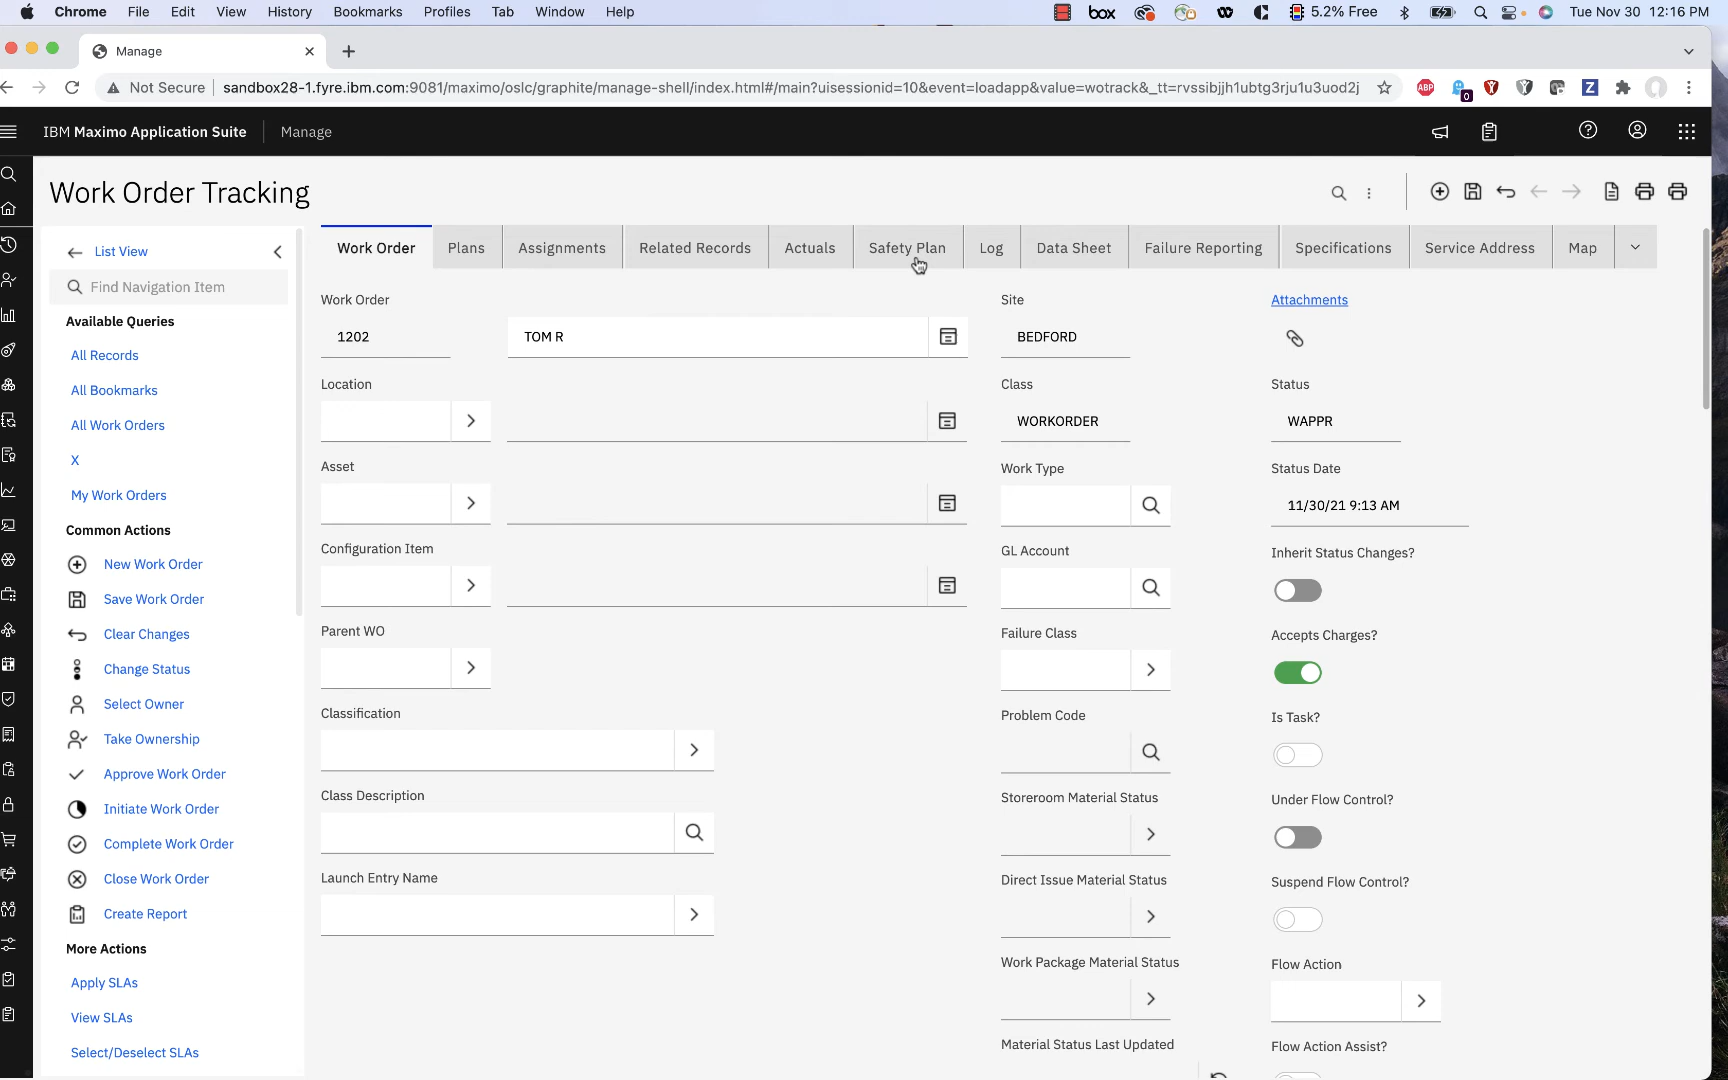 Chrome File Edit View History Bookmarks Profiles Tab Window Help box 5.2% Free Tue Nov 30 12:16 PM
Manage
Not Secure sandbox28-1.fyre.ibm.com:9081/maximo/oslc/graphite/manage-shell/index.html#/main?uisessionid=10&event=loadapp&value=wotrack&_tt=rvssibjjh1ubtg3rju1u3uod2j ABP 0 Z
IBM Maximo Application Suite Manage
Work Order Tracking
List View
Find Navigation Item
Available Queries
All Records
All Bookmarks
All Work Orders
X
My Work Orders
Common Actions
New Work Order
Save Work Order
Clear Changes
Change Status
Select Owner
Take Ownership
Approve Work Order
Initiate Work Order
Complete Work Order
Close Work Order
Create Report
More Actions
Apply SLAs
View SLAs
Select/Deselect SLAs
Work Order Plans Assignments Related Records Actuals Safety Plan Log Data Sheet Failure Reporting Specifications Service Address Map
Work Order
1202 TOM R
Location
Asset
Configuration Item
Parent WO
Classification
Class Description
Launch Entry Name
Site
BEDFORD
Class
WORKORDER
Work Type
GL Account
Failure Class
Problem Code
Storeroom Material Status
Direct Issue Material Status
Work Package Material Status
Material Status Last Updated
Attachments
Status
WAPPR
Status Date
11/30/21 9:13 AM
Inherit Status Changes?
Accepts Charges?
Is Task?
Under Flow Control?
Suspend Flow Control?
Flow Action
Flow Action Assist?